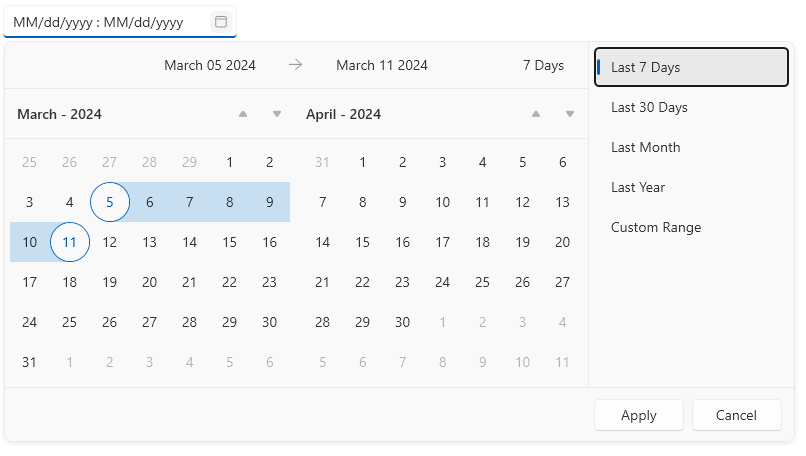 MM/dd/yyyy : MM/dd/yyyy
March 05 2024 → March 11 2024 7 Days
March - 2024
25 26 27 28 29 1 2
3 4 5 6 7 8 9
10 11 12 13 14 15 16
17 18 19 20 21 22 23
24 25 26 27 28 29 30
31 1 2 3 4 5 6
April - 2024
31 1 2 3 4 5 6
7 8 9 10 11 12 13
14 15 16 17 18 19 20
21 22 23 24 25 26 27
28 29 30 1 2 3 4
5 6 7 8 9 10 11
Last 7 Days
Last 30 Days
Last Month
Last Year
Custom Range
Apply Cancel